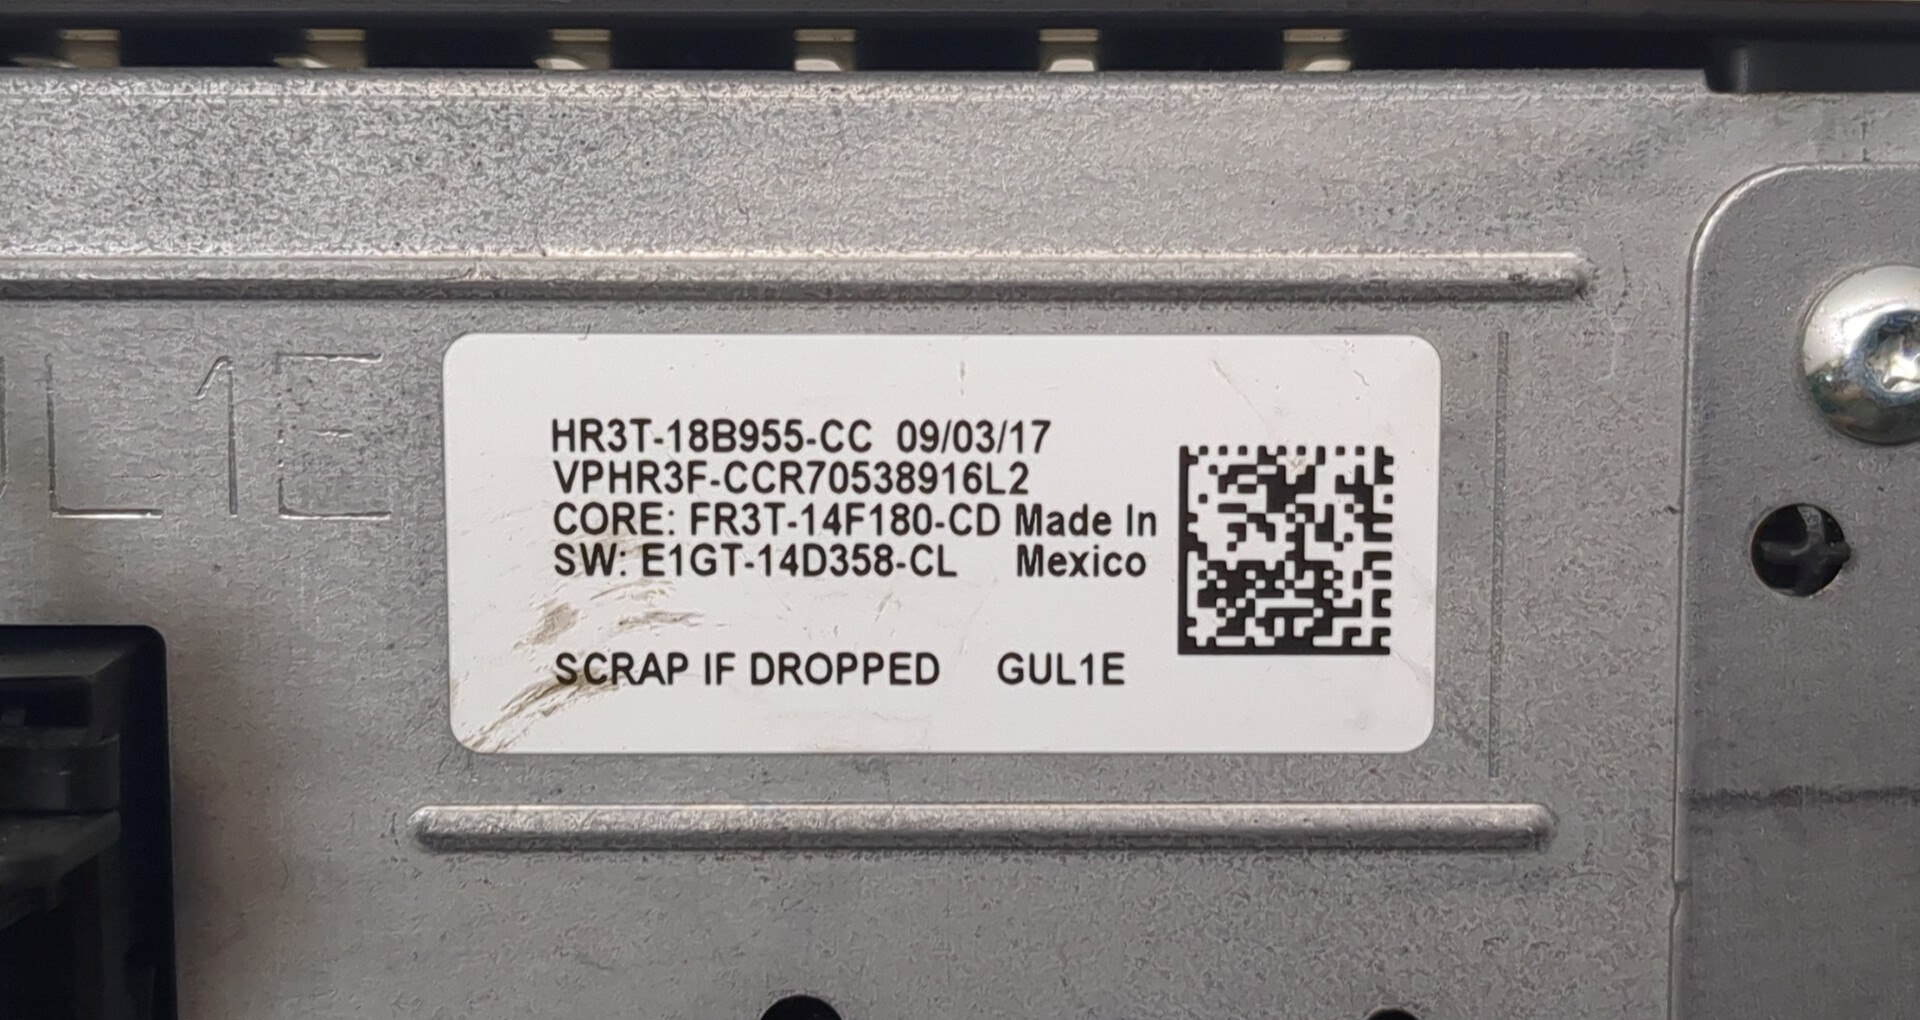 HR3T-18B955-CC 09/03/17
VPHR3F-CCR70538916L2
CORE: FR3T-14F180-CD Made In
SW: E1GT-14D358-CL Mexico
SCRAP IF DROPPED GUL1E
UL1E